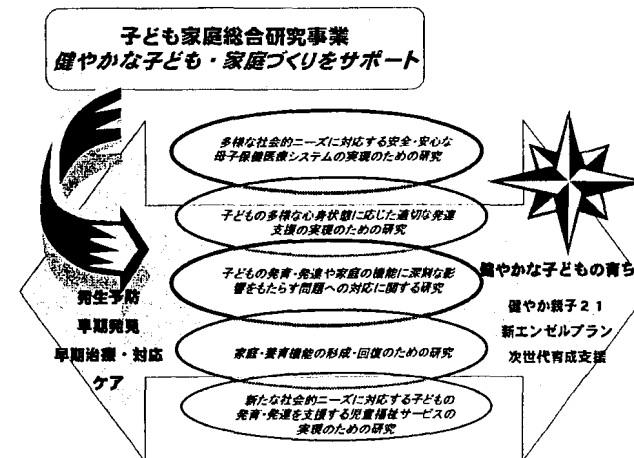 子ども家庭総合研究事業
健やかな子ども・家庭づくりをサポート
多様な社会的ニーズに対応する安全・安心な
母子保健医療システムの実現のための研究
子どもの多様な心身状態に応じた適切な発達
支援の実現のための研究
子どもの発育・発達や家庭の機能に深刻な影
響をもたらす問題への対応に関する研究
家庭・養育機能の形成・回復のための研究
新たな社会的ニーズに対応する子どもの
発育・発達を支援する児童福祉サービスの
実現のための研究
発生予防
早期発見
早期治療・対応
ケア
健やかな子どもの育ち
健やか親子21
新エンゼルプラン
次世代育成支援